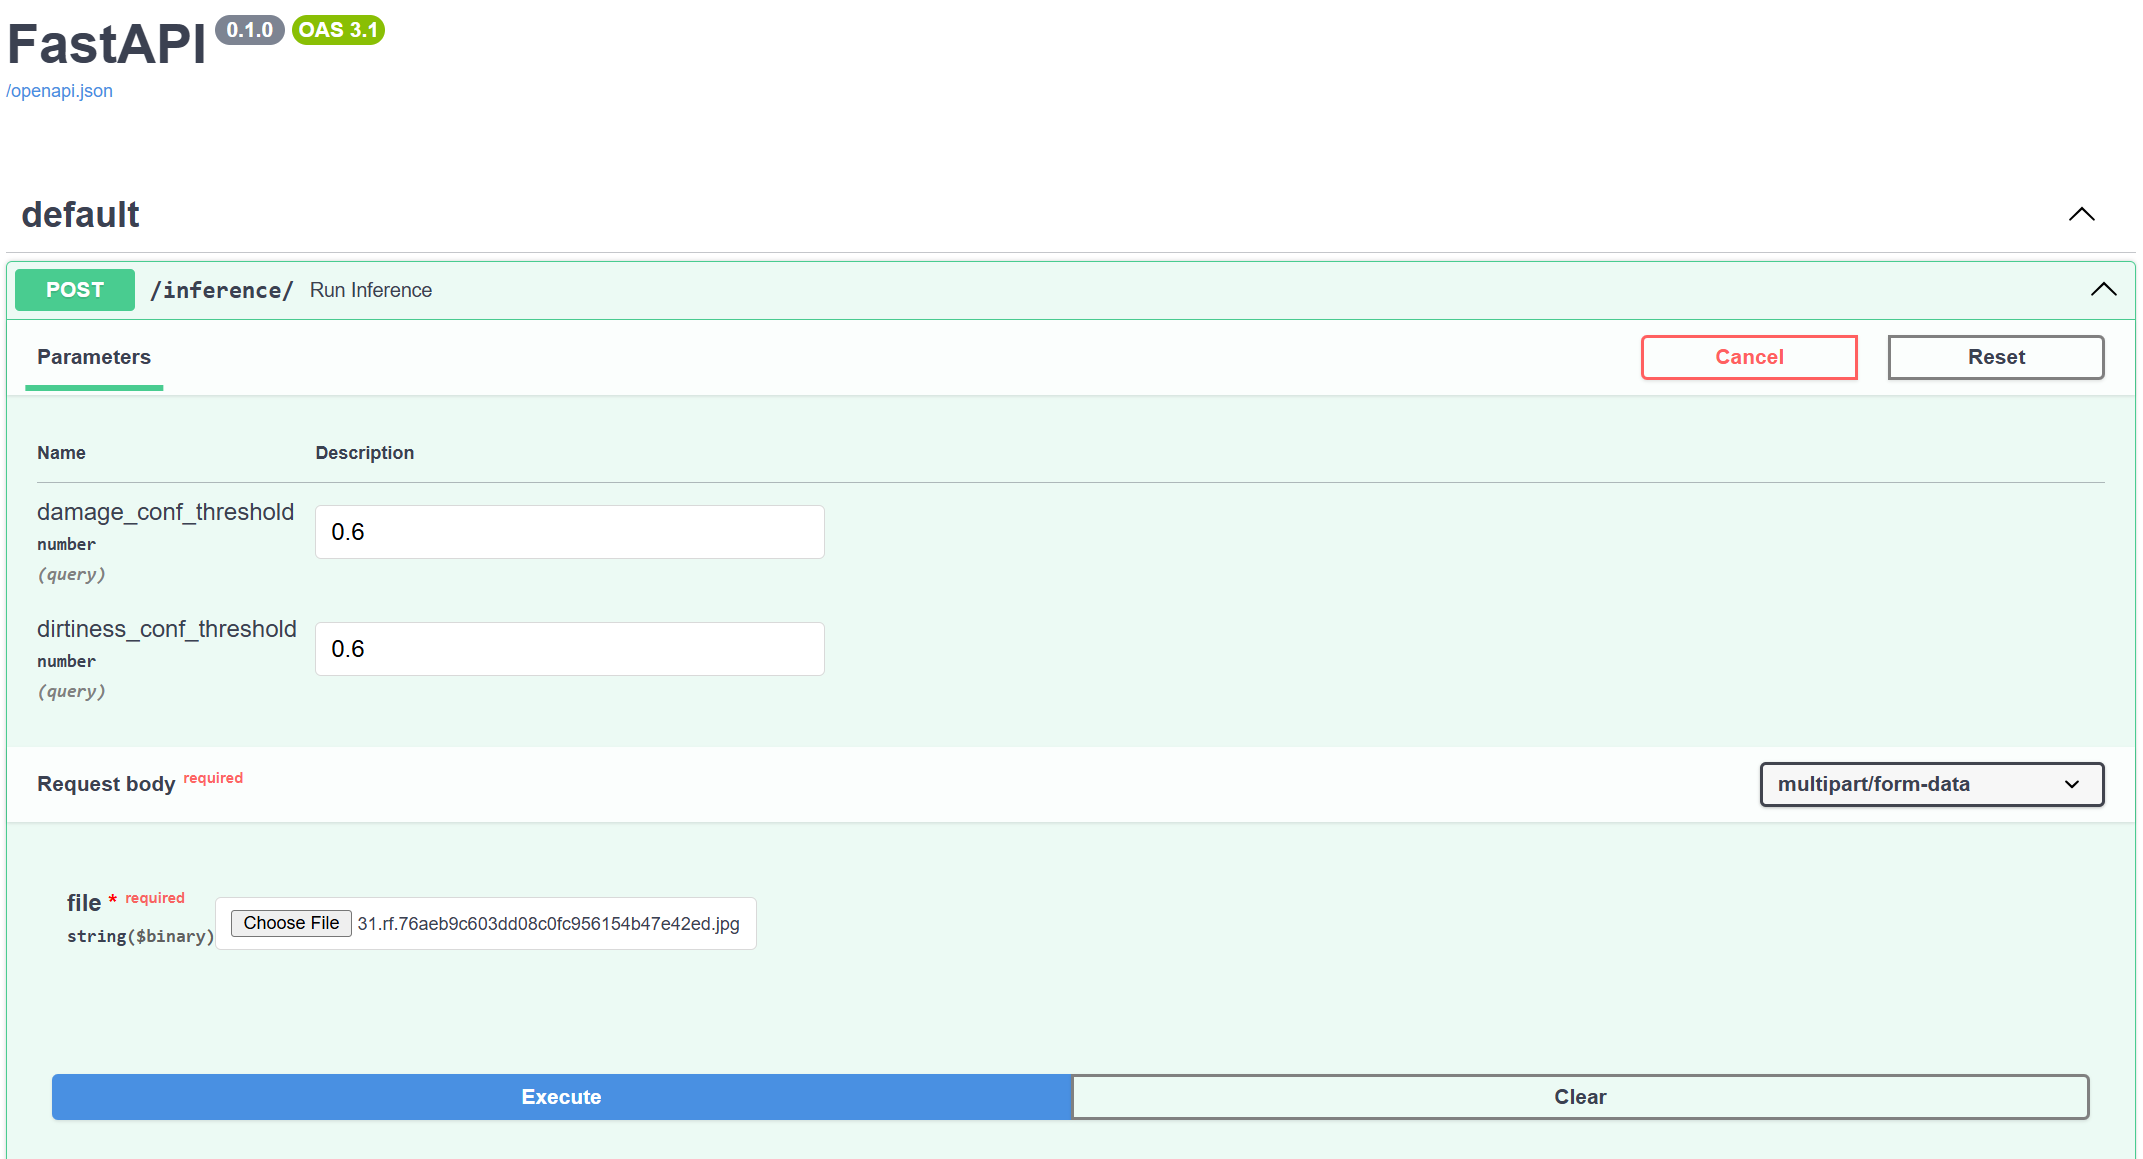 FastAPI 0.1.0 OAS 3.1
/openapi.json
default
POST /inference/ Run Inference
Parameters Cancel Reset
Name Description
damage_conf_threshold 0.6
number
(query)
dirtiness_conf_threshold 0.6
number
(query)
Request body required multipart/form-data
file * required
Choose File 31.rf.76aeb9c603dd08c0fc956154b47e42ed.jpg
string($binary)
Execute Clear